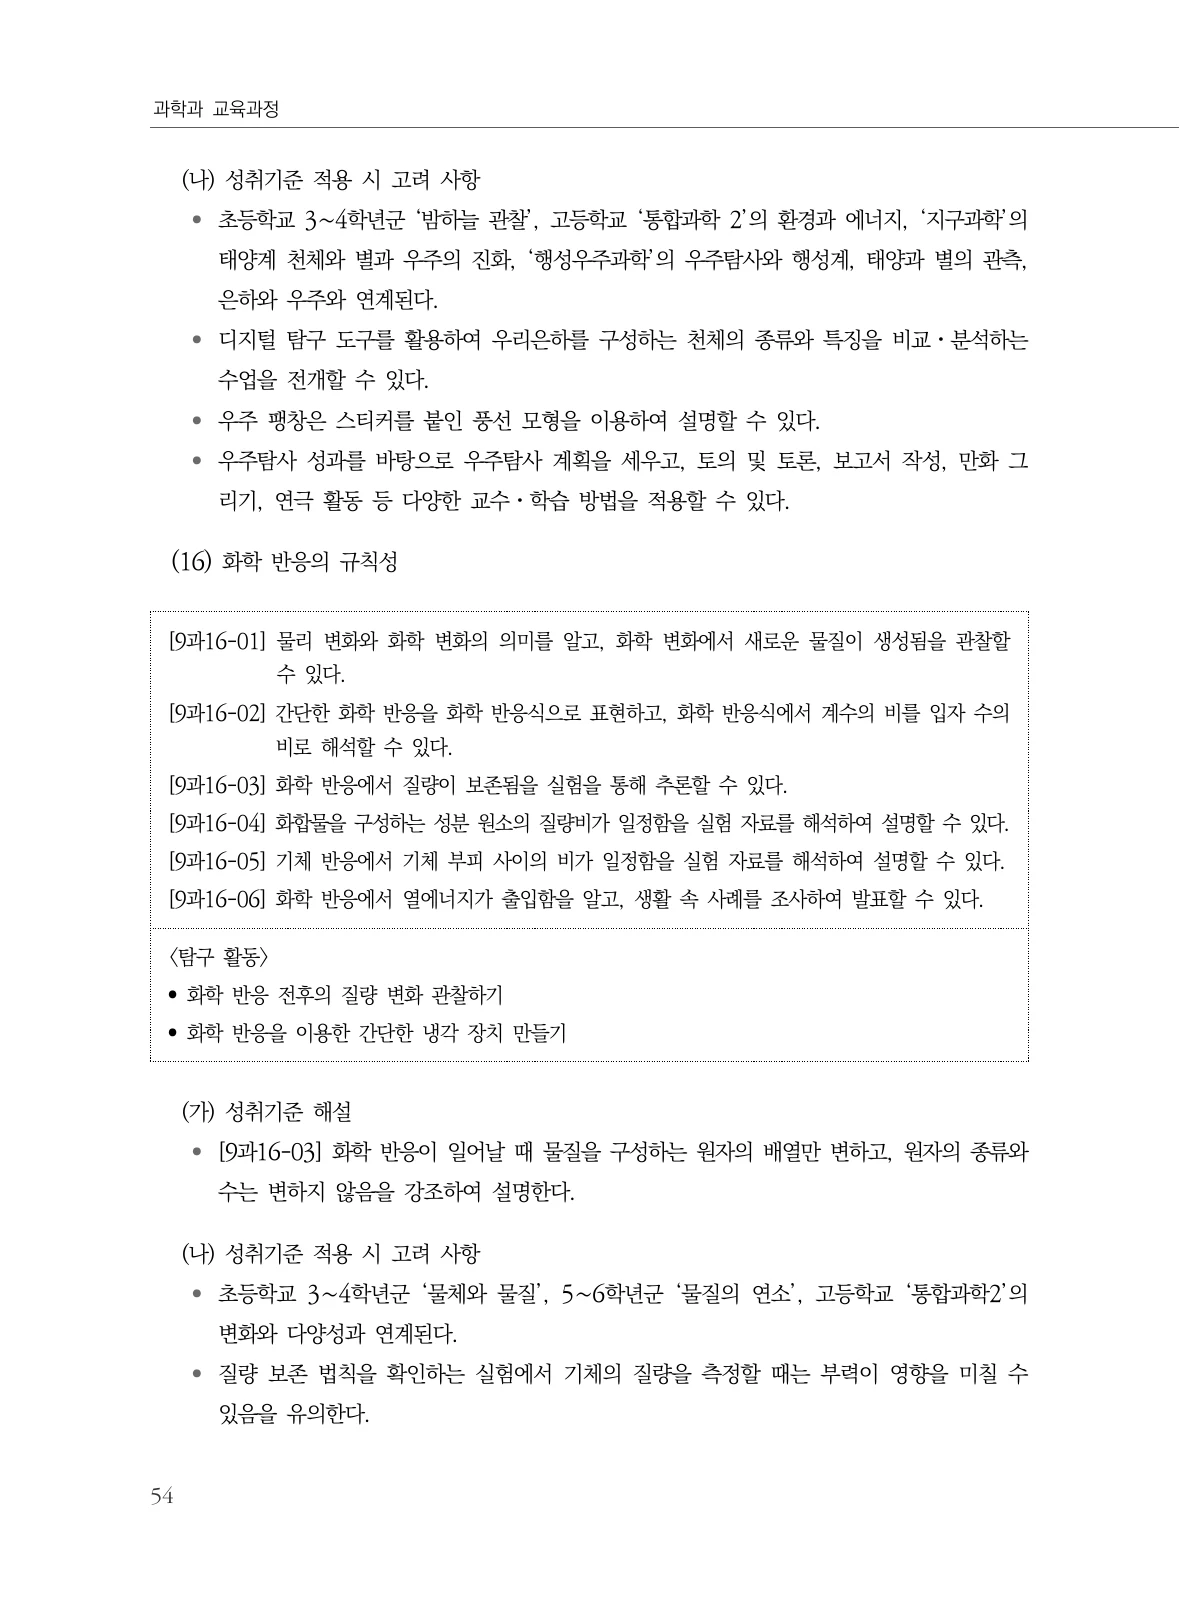 과학과 교육과정
(나) 성취기준 적용 시 고려 사항
• 초등학교 3~4학년군 ‘밤하늘 관찰’, 고등학교 ‘통합과학 2’의 환경과 에너지, ‘지구과학’의
태양계 천체와 별과 우주의 진화, ‘행성우주과학’의 우주탐사와 행성계, 태양과 별의 관측,
은하와 우주와 연계된다.
• 디지털 탐구 도구를 활용하여 우리은하를 구성하는 천체의 종류와 특징을 비교·분석하는
수업을 전개할 수 있다.
• 우주 팽창은 스티커를 붙인 풍선 모형을 이용하여 설명할 수 있다.
• 우주탐사 성과를 바탕으로 우주탐사 계획을 세우고, 토의 및 토론, 보고서 작성, 만화 그
리기, 연극 활동 등 다양한 교수·학습 방법을 적용할 수 있다.
(16) 화학 반응의 규칙성
[9과16-01] 물리 변화와 화학 변화의 의미를 알고, 화학 변화에서 새로운 물질이 생성됨을 관찰할
수 있다.
[9과16-02] 간단한 화학 반응을 화학 반응식으로 표현하고, 화학 반응식에서 계수의 비를 입자 수의
비로 해석할 수 있다.
[9과16-03] 화학 반응에서 질량이 보존됨을 실험을 통해 추론할 수 있다.
[9과16-04] 화합물을 구성하는 성분 원소의 질량비가 일정함을 실험 자료를 해석하여 설명할 수 있다.
[9과16-05] 기체 반응에서 기체 부피 사이의 비가 일정함을 실험 자료를 해석하여 설명할 수 있다.
[9과16-06] 화학 반응에서 열에너지가 출입함을 알고, 생활 속 사례를 조사하여 발표할 수 있다.
〈탐구 활동〉
• 화학 반응 전후의 질량 변화 관찰하기
• 화학 반응을 이용한 간단한 냉각 장치 만들기
(가) 성취기준 해설
• [9과16-03] 화학 반응이 일어날 때 물질을 구성하는 원자의 배열만 변하고, 원자의 종류와
수는 변하지 않음을 강조하여 설명한다.
(나) 성취기준 적용 시 고려 사항
• 초등학교 3~4학년군 ‘물체와 물질’, 5~6학년군 ‘물질의 연소’, 고등학교 ‘통합과학2’의
변화와 다양성과 연계된다.
• 질량 보존 법칙을 확인하는 실험에서 기체의 질량을 측정할 때는 부력이 영향을 미칠 수
있음을 유의한다.
54